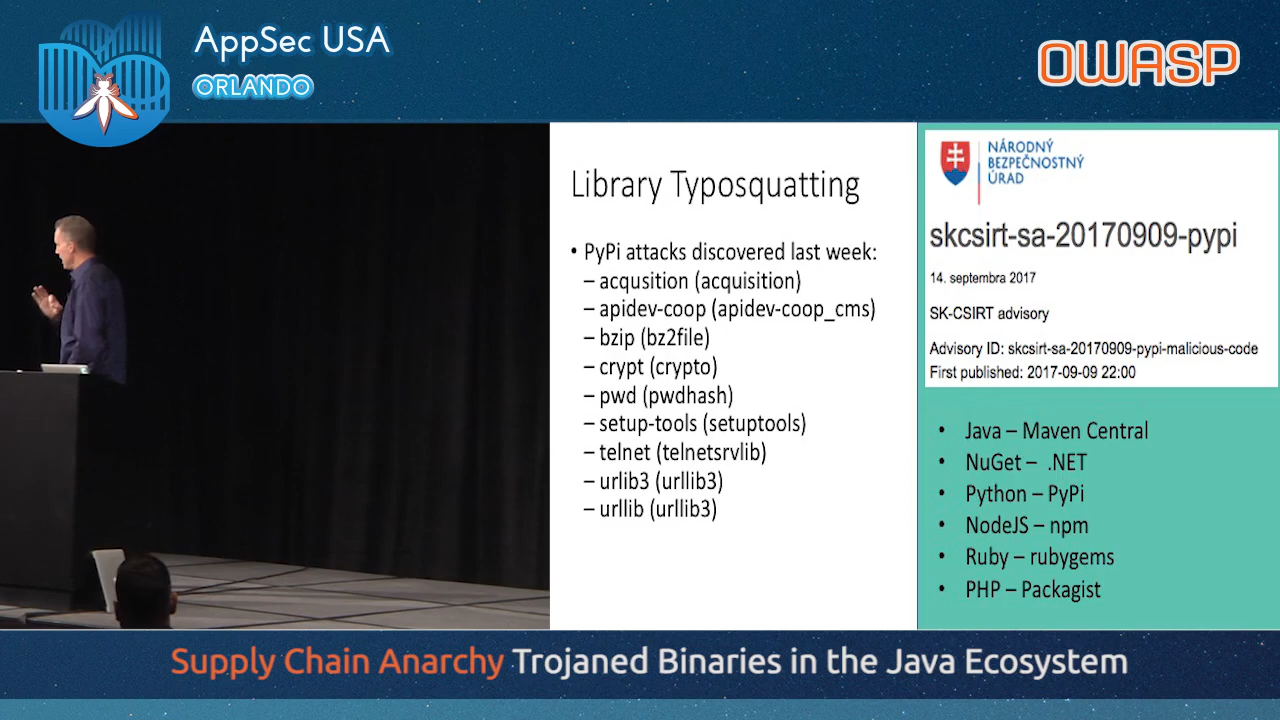 AppSec USA
ORLANDO
OWASP
Library Typosquatting
• PyPi attacks discovered last week:
– acqusition (acquisition)
– apidev-coop (apidev-coop_cms)
– bzip (bz2file)
– crypt (crypto)
– pwd (pwdhash)
– setup-tools (setuptools)
– telnet (telnetsrvlib)
– urlib3 (urllib3)
– urllib (urllib3)
NÁRODNÝ
BEZPEČNOSTNÝ
ÚRAD
skcsirt-sa-20170909-pypi
14. septembra 2017
SK-CSIRT advisory
Advisory ID: skcsirt-sa-20170909-pypi-malicious-code
First published: 2017-09-09 22:00
• Java – Maven Central
• NuGet – .NET
• Python – PyPi
• NodeJS – npm
• Ruby – rubygems
• PHP – Packagist
Supply Chain Anarchy Trojaned Binaries in the Java Ecosystem